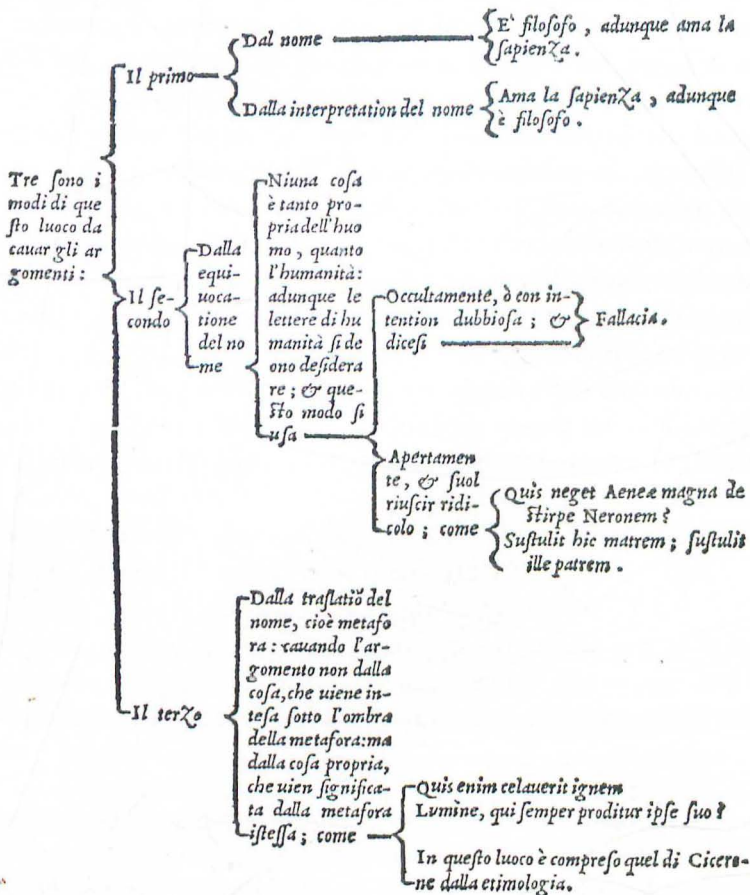 Tre ſono i
modi di que
ſto luoco da
cauar gli ar
gomenti:
Il primo
Dal nome
E' filoſofo, adunque ama la
ſapienza.
Dalla interpretation del nome
Ama la ſapienza, adunque
è filoſofo.
Il ſe-
condo
Dalla
equi-
uoca-
tione
del no
me
Niuna coſa
è tanto pro-
pria dell'huo
mo, quanto
l'humanità:
adunque le
lettere di hu
manità ſi de
ono deſidera
re; & que-
ſto modo ſi
uſa
Occultamente, ò con in-
tention dubbioſa; &
diceſi
Fallacia.
Apertamen
te, & ſuol
riuſcir ridi-
colo; come
Quis neget Aeneæ magna de
ſtirpe Neronem?
Suſtulit hic matrem; ſuſtulit
ille patrem.
Il terzo
Dalla traſlatiõ del
nome, cioè metafo
ra: cauando l'ar-
gomento non dalla
coſa, che uiene in-
teſa ſotto l'ombra
della metafora: ma
dalla coſa propria,
che uien ſignifica-
ta dalla metafora
iſteſſa; come
Quis enim celauerit ignem
Lumine, qui ſemper proditur ipſe ſuo?
In queſto luoco è compreſo quel di Cicero-
ne dalla etimologia.